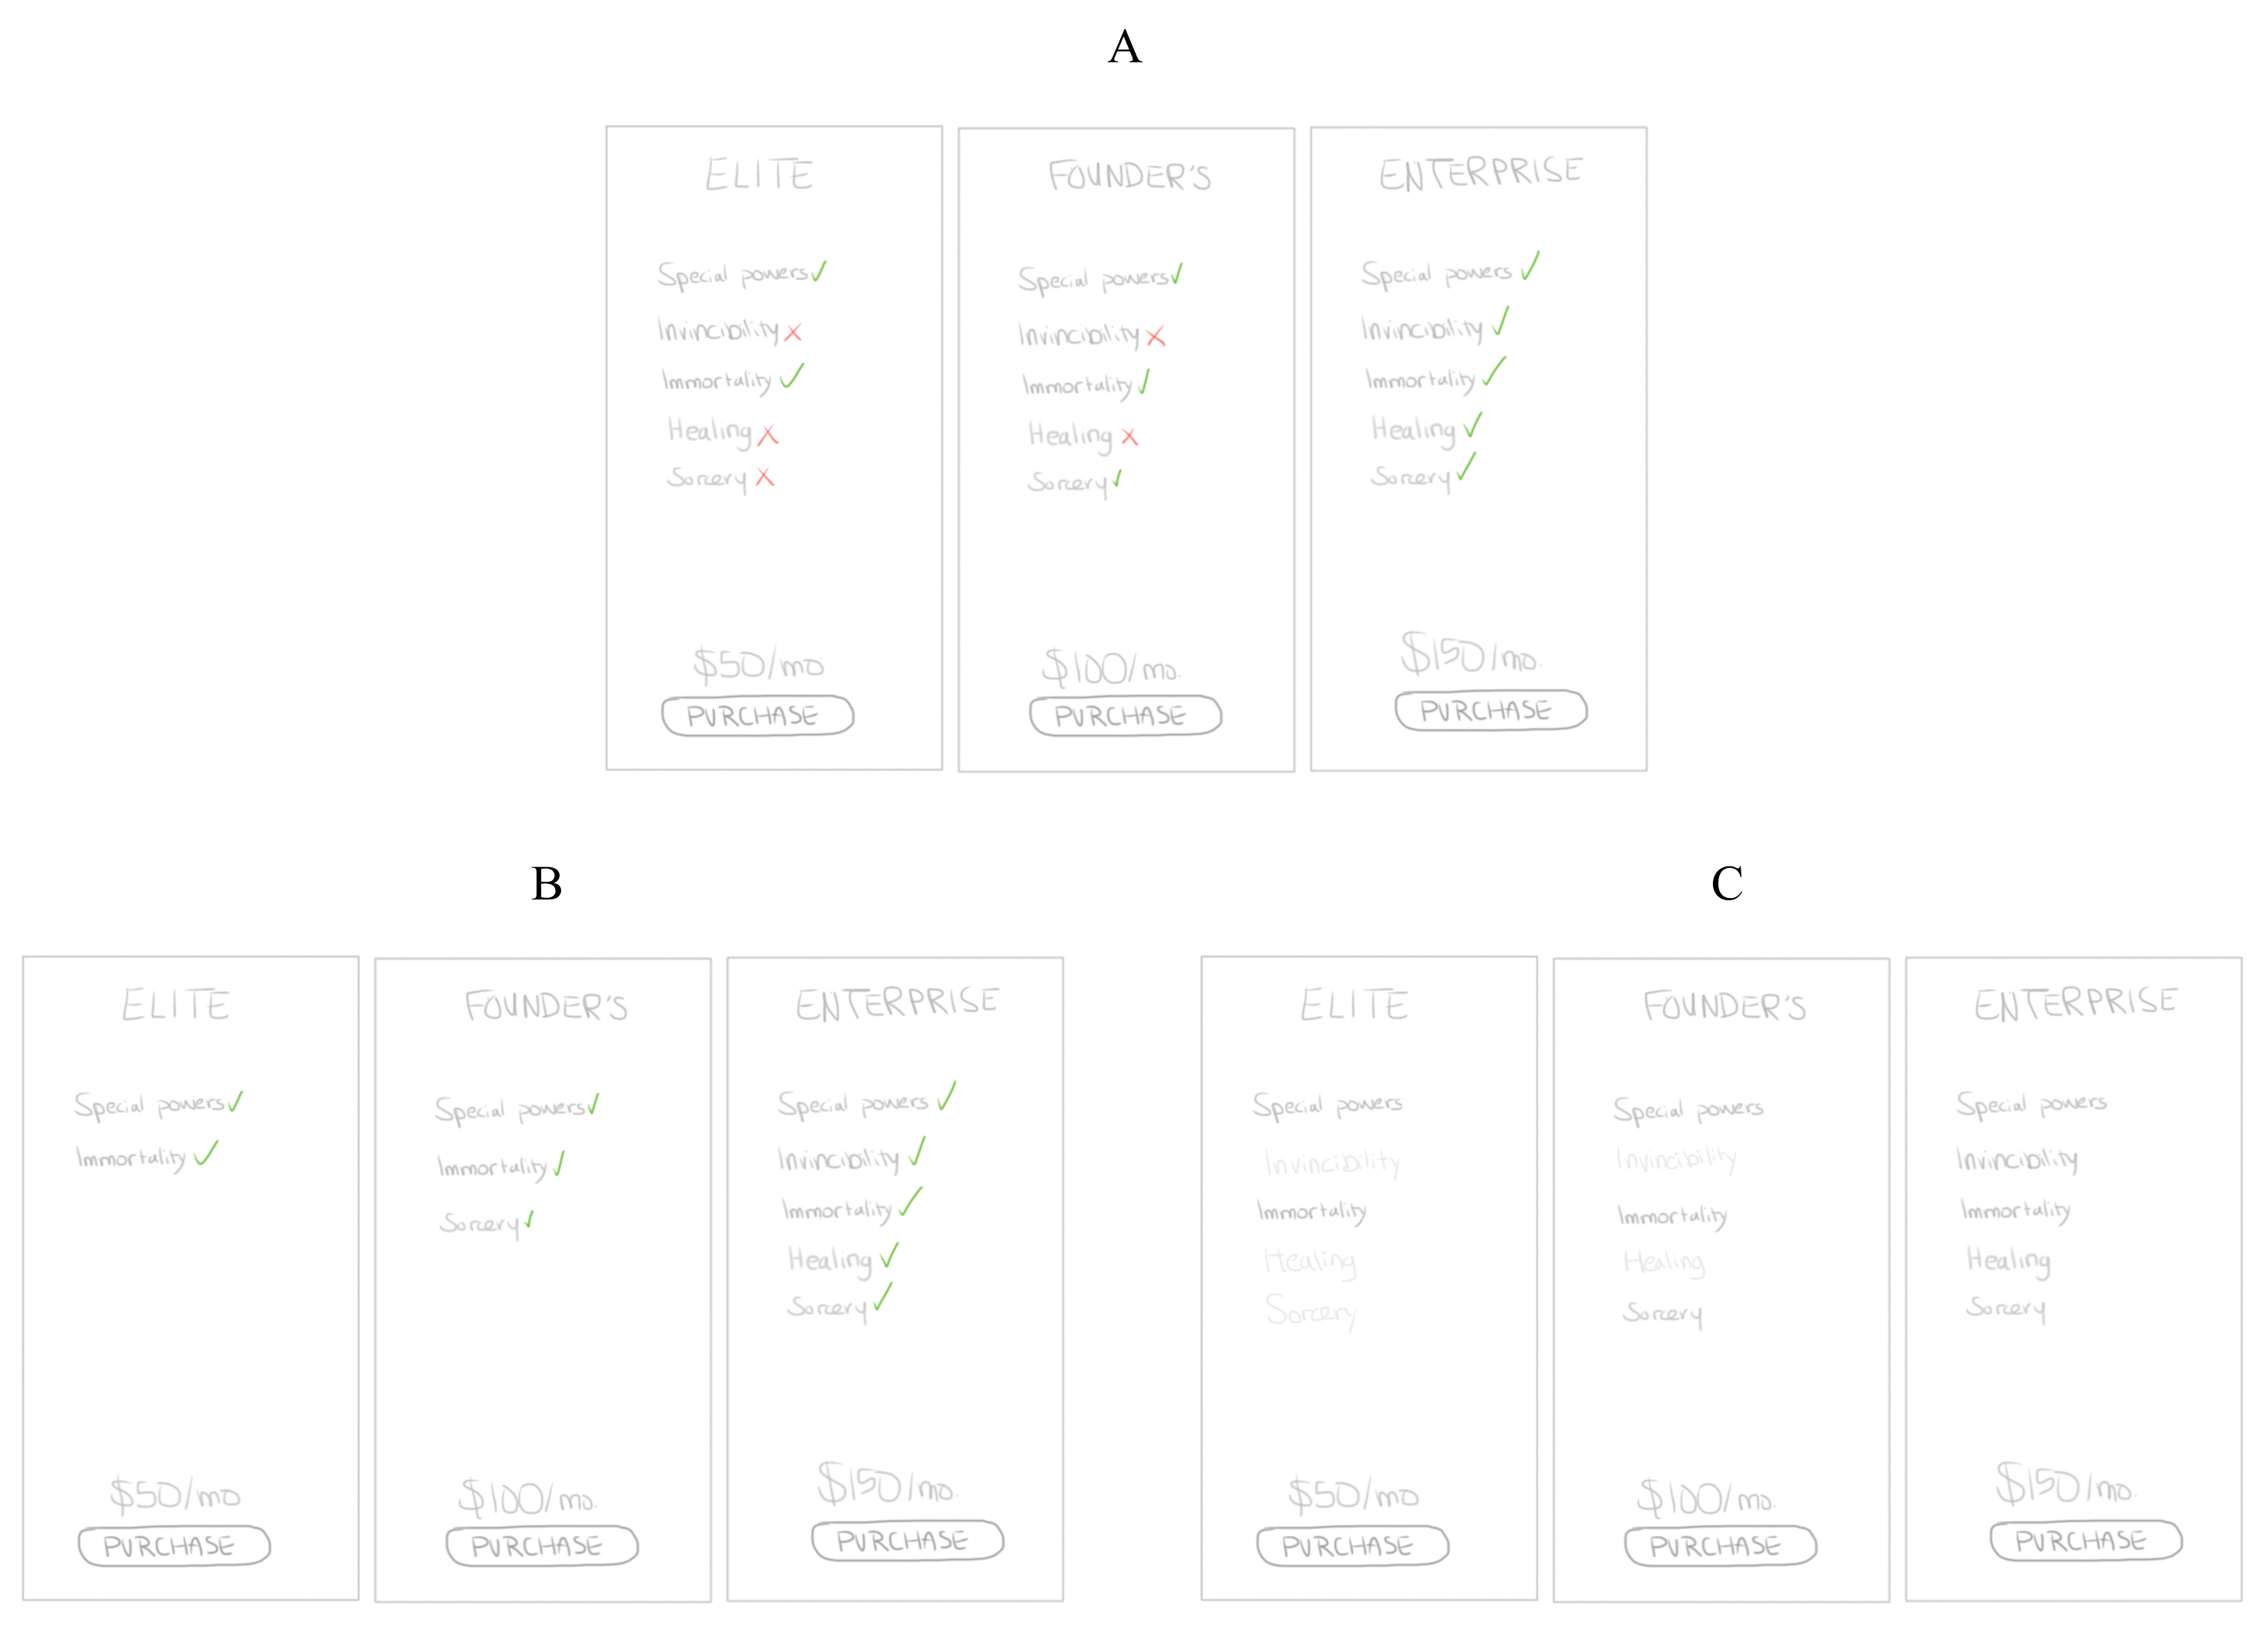 A
ELITE
Special powers ✓
Invincibility ✗
Immortality ✓
Healing ✗
Sorcery ✗
$50/mo
PURCHASE
FOUNDER'S
Special powers ✓
Invincibility ✗
Immortality ✓
Healing ✗
Sorcery ✓
$100/mo.
PURCHASE
ENTERPRISE
Special powers ✓
Invincibility ✓
Immortality ✓
Healing ✓
Sorcery ✓
$150/mo.
PURCHASE
B
ELITE
Special powers ✓
Immortality ✓
$50/mo
PURCHASE
FOUNDER'S
Special powers ✓
Immortality ✓
Sorcery ✓
$100/mo.
PURCHASE
ENTERPRISE
Special powers ✓
Invincibility ✓
Immortality ✓
Healing ✓
Sorcery ✓
$150/mo.
PURCHASE
C
ELITE
Special powers
Invincibility
Immortality
Healing
Sorcery
$50/mo
PURCHASE
FOUNDER'S
Special powers
Invincibility
Immortality
Healing
Sorcery
$100/mo.
PURCHASE
ENTERPRISE
Special powers
Invincibility
Immortality
Healing
Sorcery
$150/mo.
PURCHASE